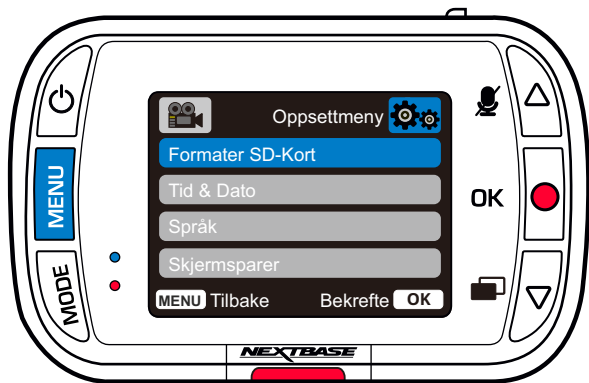 Oppsettmeny
Formater SD-Kort
Tid & Dato
Språk
Skjermsparer
MENU Tilbake Bekrefte OK
MENU
MODE
OK
NEXTBASE